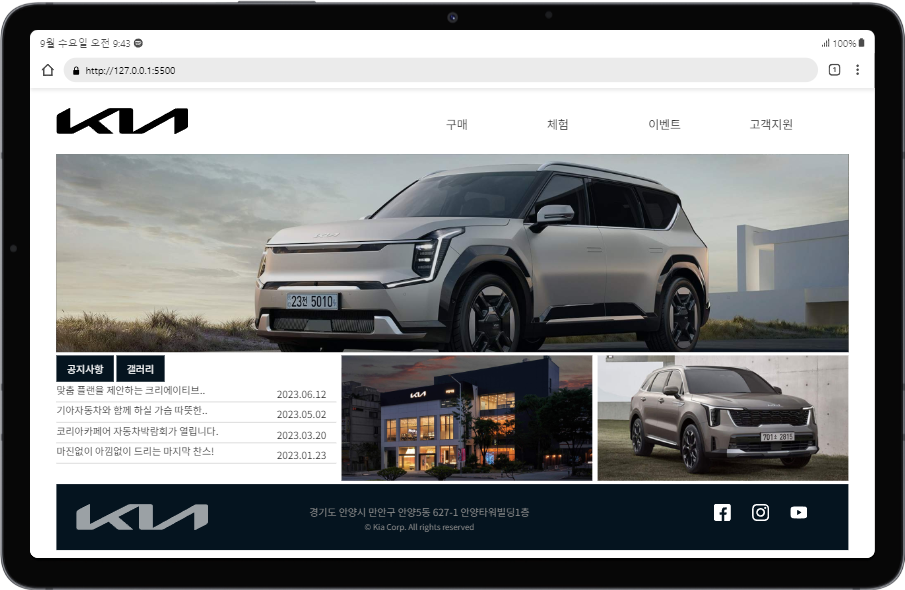 9월 수요일 오전 9:43
100%
http://127.0.0.1:5500
1
KIA
구매 체험 이벤트 고객지원
23전 5010
공지사항 갤러리
맞춤 플랜을 제안하는 크리에이티브.. 2023.06.12
기아자동차와 함께 하실 가슴 따뜻한.. 2023.05.02
코리아카페어 자동차박람회가 열립니다. 2023.03.20
마진없이 아낌없이 드리는 마지막 찬스! 2023.01.23
KIA
KIA
경기도 안양시 만안구 안양5동 627-1 안양타워빌딩1층
© Kia Corp. All rights reserved